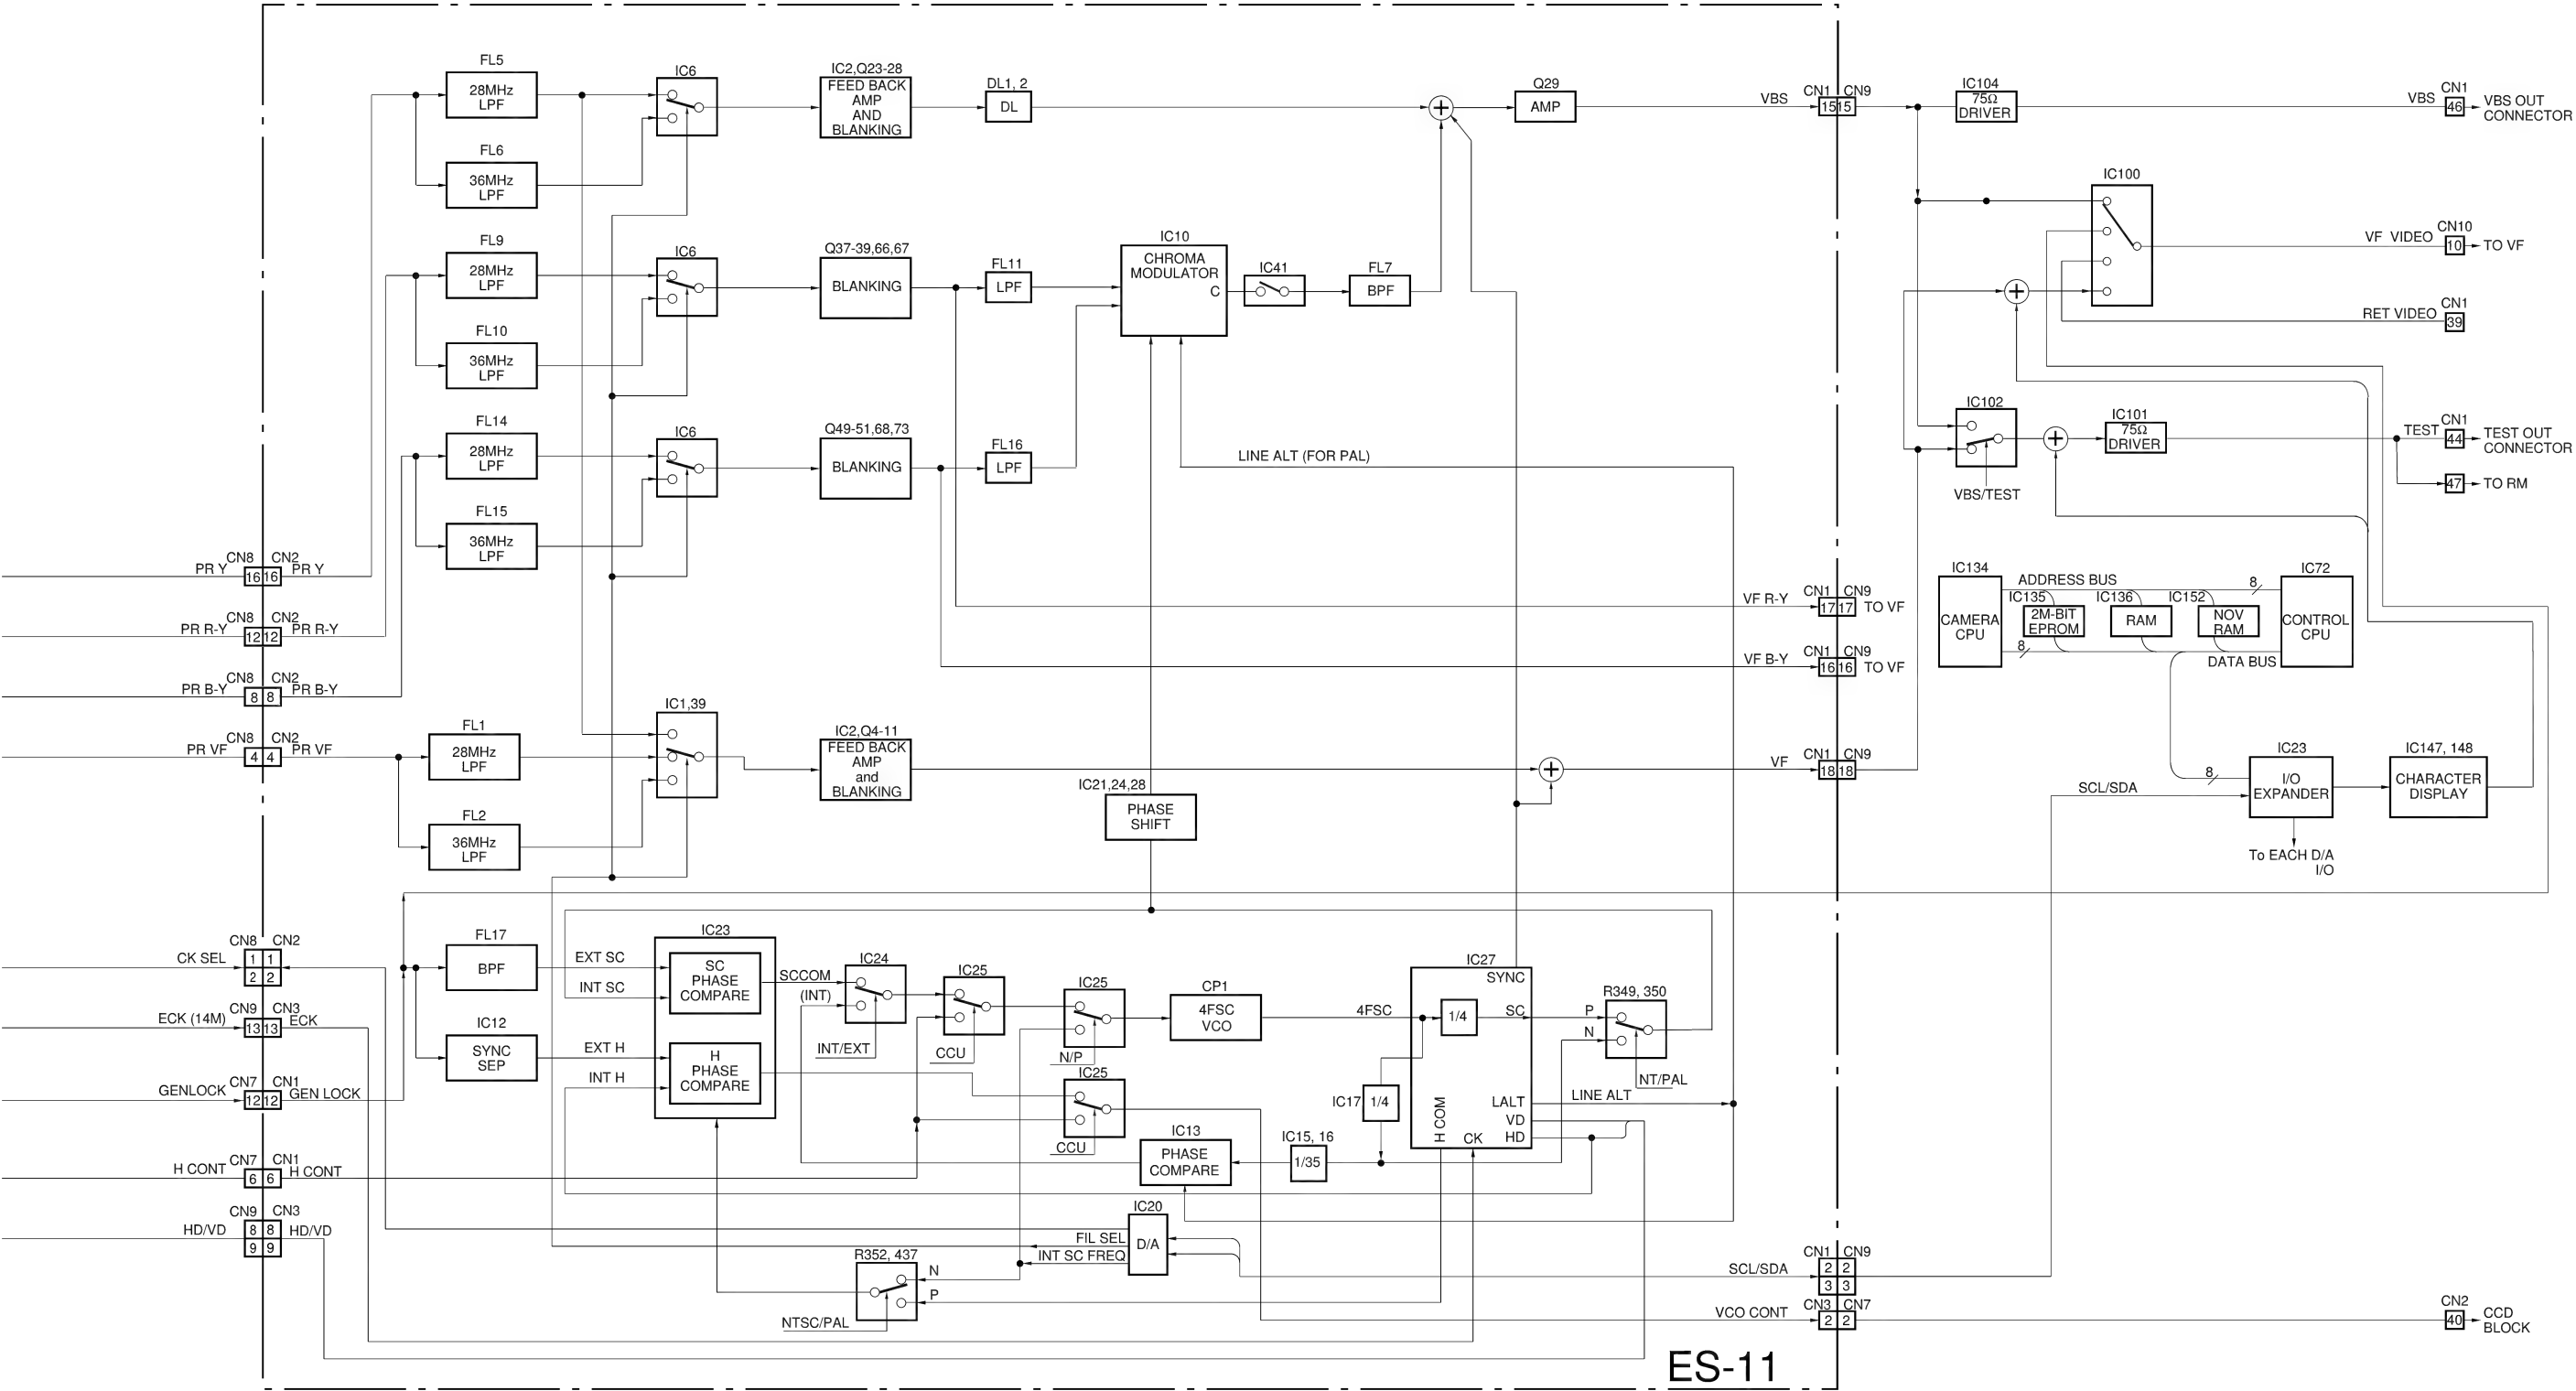 FL5
28MHz
LPF
FL6
36MHz
LPF
IC6
IC2,Q23-28
FEED BACK
AMP
AND
BLANKING
DL1, 2
DL
Q29
AMP
VBS
CN1 CN9
15 15
IC104
75Ω
DRIVER
VBS
CN1
46
VBS OUT
CONNECTOR
FL9
28MHz
LPF
FL10
36MHz
LPF
IC6
Q37-39,66,67
BLANKING
FL11
LPF
IC10
CHROMA
MODULATOR
C
IC41
FL7
BPF
IC100
VF VIDEO
CN10
10
TO VF
RET VIDEO
CN1
39
FL14
28MHz
LPF
FL15
36MHz
LPF
IC6
Q49-51,68,73
BLANKING
FL16
LPF
LINE ALT (FOR PAL)
IC102
VBS/TEST
IC101
75Ω
DRIVER
TEST
CN1
44
TEST OUT
CONNECTOR
47
TO RM
PR Y
CN8 CN2
16 16
PR Y
PR R-Y
CN8 CN2
12 12
PR R-Y
PR B-Y
CN8 CN2
8 8
PR B-Y
PR VF
CN8 CN2
4 4
PR VF
VF R-Y
CN1 CN9
17 17
TO VF
VF B-Y
CN1 CN9
16 16
TO VF
IC134
CAMERA
CPU
ADDRESS BUS
8
IC135
2M-BIT
EPROM
IC136
RAM
IC152
NOV
RAM
8
DATA BUS
IC72
CONTROL
CPU
FL1
28MHz
LPF
FL2
36MHz
LPF
IC1,39
IC2,Q4-11
FEED BACK
AMP
and
BLANKING
IC21,24,28
PHASE
SHIFT
VF
CN1 CN9
18 18
SCL/SDA
8
IC23
I/O
EXPANDER
IC147, 148
CHARACTER
DISPLAY
To EACH D/A
I/O
CK SEL
CN8 CN2
1 1
2 2
ECK (14M)
CN9 CN3
13 13
ECK
GENLOCK
CN7 CN1
12 12
GEN LOCK
H CONT
CN7 CN1
6 6
H CONT
HD/VD
CN9 CN3
8 8
9 9
HD/VD
FL17
BPF
EXT SC
INT SC
IC12
SYNC
SEP
EXT H
INT H
IC23
SC
PHASE
COMPARE
H
PHASE
COMPARE
SCCOM
(INT)
IC24
INT/EXT
IC25
CCU
IC25
N/P
IC25
CCU
CP1
4FSC
VCO
4FSC
IC27
SYNC
1/4
SC
LALT
VD
HD
H COM
CK
P
N
R349, 350
NT/PAL
LINE ALT
IC17
1/4
IC15, 16
1/35
IC13
PHASE
COMPARE
IC20
D/A
FIL SEL
INT SC FREQ
R352, 437
N
P
NTSC/PAL
SCL/SDA
CN1 CN9
2 2
3 3
VCO CONT
CN3 CN7
2 2
CN2
40
CCD
BLOCK
ES-11